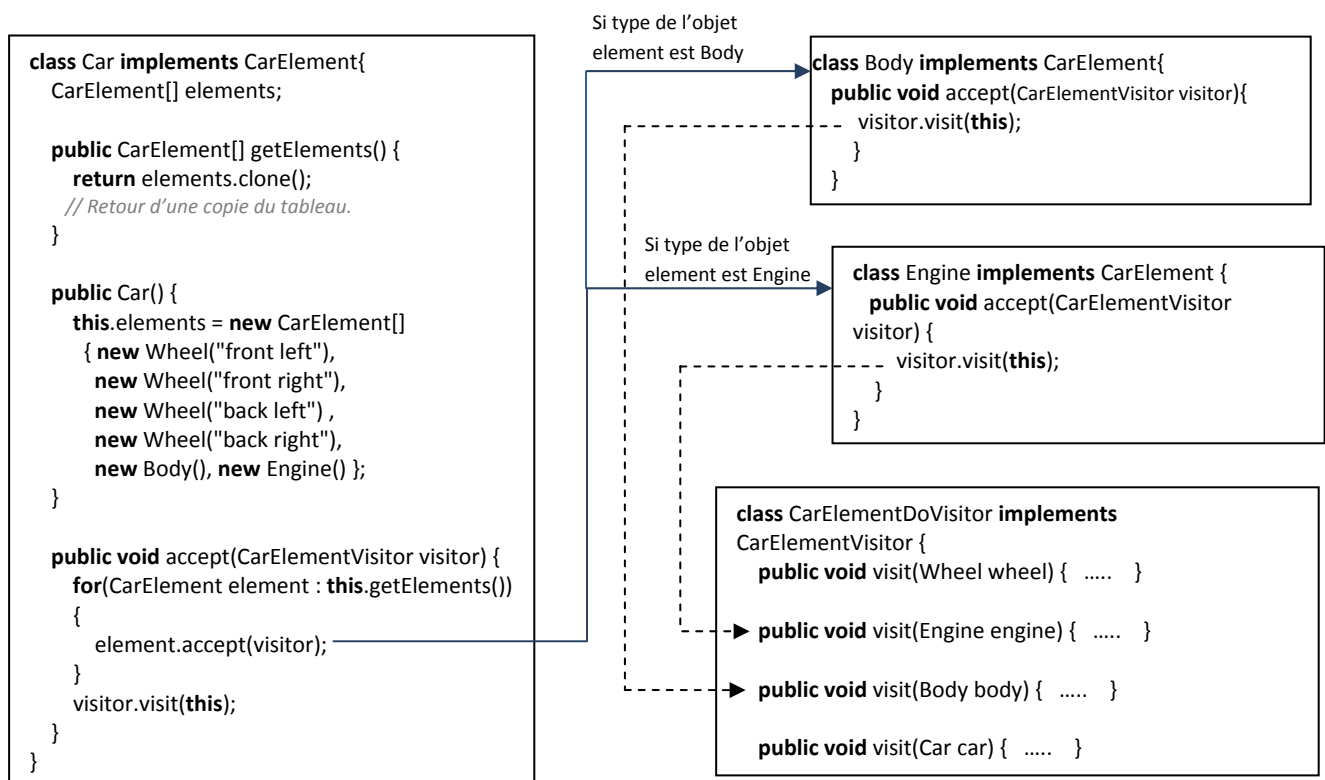 class Car implements CarElement{
CarElement[] elements;
public CarElement[] getElements() {
return elements.clone();
// Retour d’une copie du tableau.
}
public Car() {
this.elements = new CarElement[]
{ new Wheel("front left"),
new Wheel("front right"),
new Wheel("back left") ,
new Wheel("back right"),
new Body(), new Engine() };
}
public void accept(CarElementVisitor visitor) {
for(CarElement element : this.getElements())
{
element.accept(visitor);
}
visitor.visit(this);
}
}
Si type de l’objet
element est Body
class Body implements CarElement{
public void accept(CarElementVisitor visitor){
visitor.visit(this);
}
}
Si type de l’objet
element est Engine
class Engine implements CarElement {
public void accept(CarElementVisitor
visitor) {
visitor.visit(this);
}
}
class CarElementDoVisitor implements
CarElementVisitor {
public void visit(Wheel wheel) { ….. }
public void visit(Engine engine) { ….. }
public void visit(Body body) { ….. }
public void visit(Car car) { ….. }